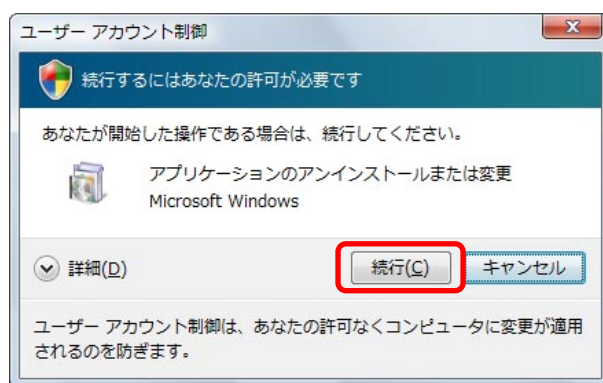 ユーザー アカウント制御
続行するにはあなたの許可が必要です
あなたが開始した操作である場合は、続行してください。
アプリケーションのアンインストールまたは変更
Microsoft Windows
詳細(D)
続行(C)
キャンセル
ユーザー アカウント制御は、あなたの許可なくコンピュータに変更が適用
されるのを防ぎます。